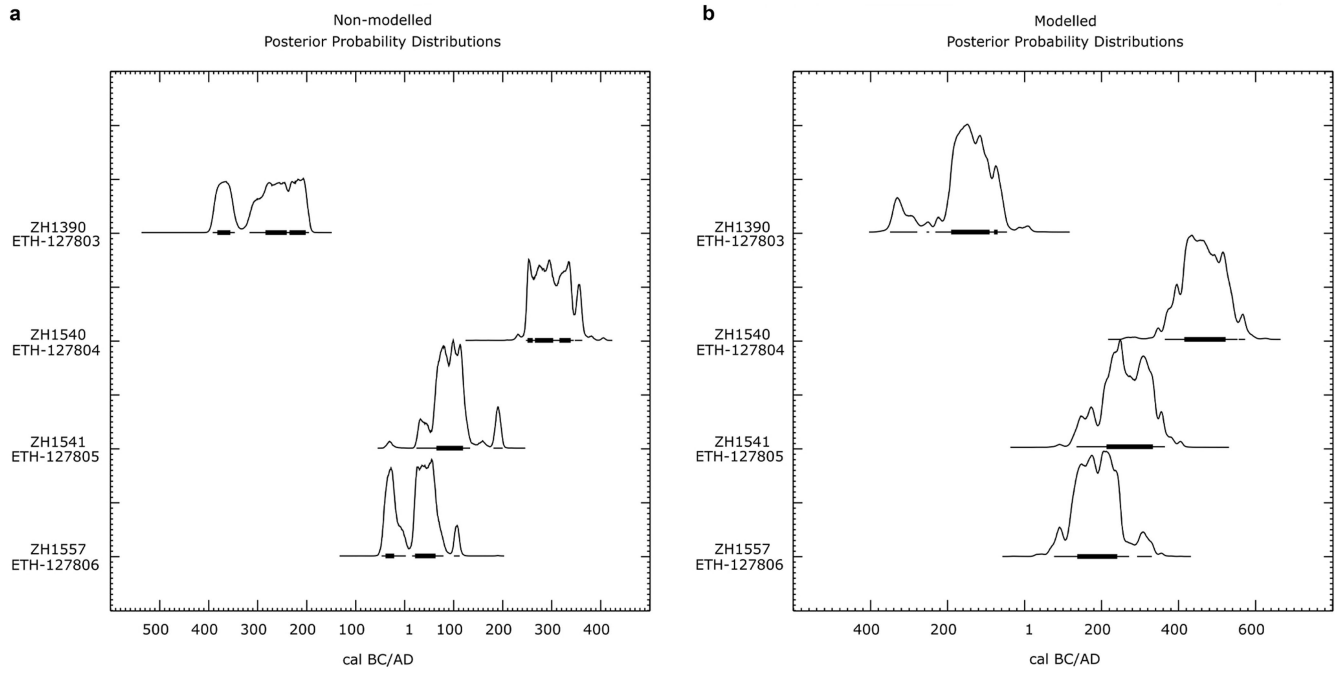 a
Non-modelled
Posterior Probability Distributions
ZH1390
ETH-127803
ZH1540
ETH-127804
ZH1541
ETH-127805
ZH1557
ETH-127806
500 400 300 200 100 1 100 200 300 400
cal BC/AD
b
Modelled
Posterior Probability Distributions
ZH1390
ETH-127803
ZH1540
ETH-127804
ZH1541
ETH-127805
ZH1557
ETH-127806
400 200 1 200 400 600
cal BC/AD